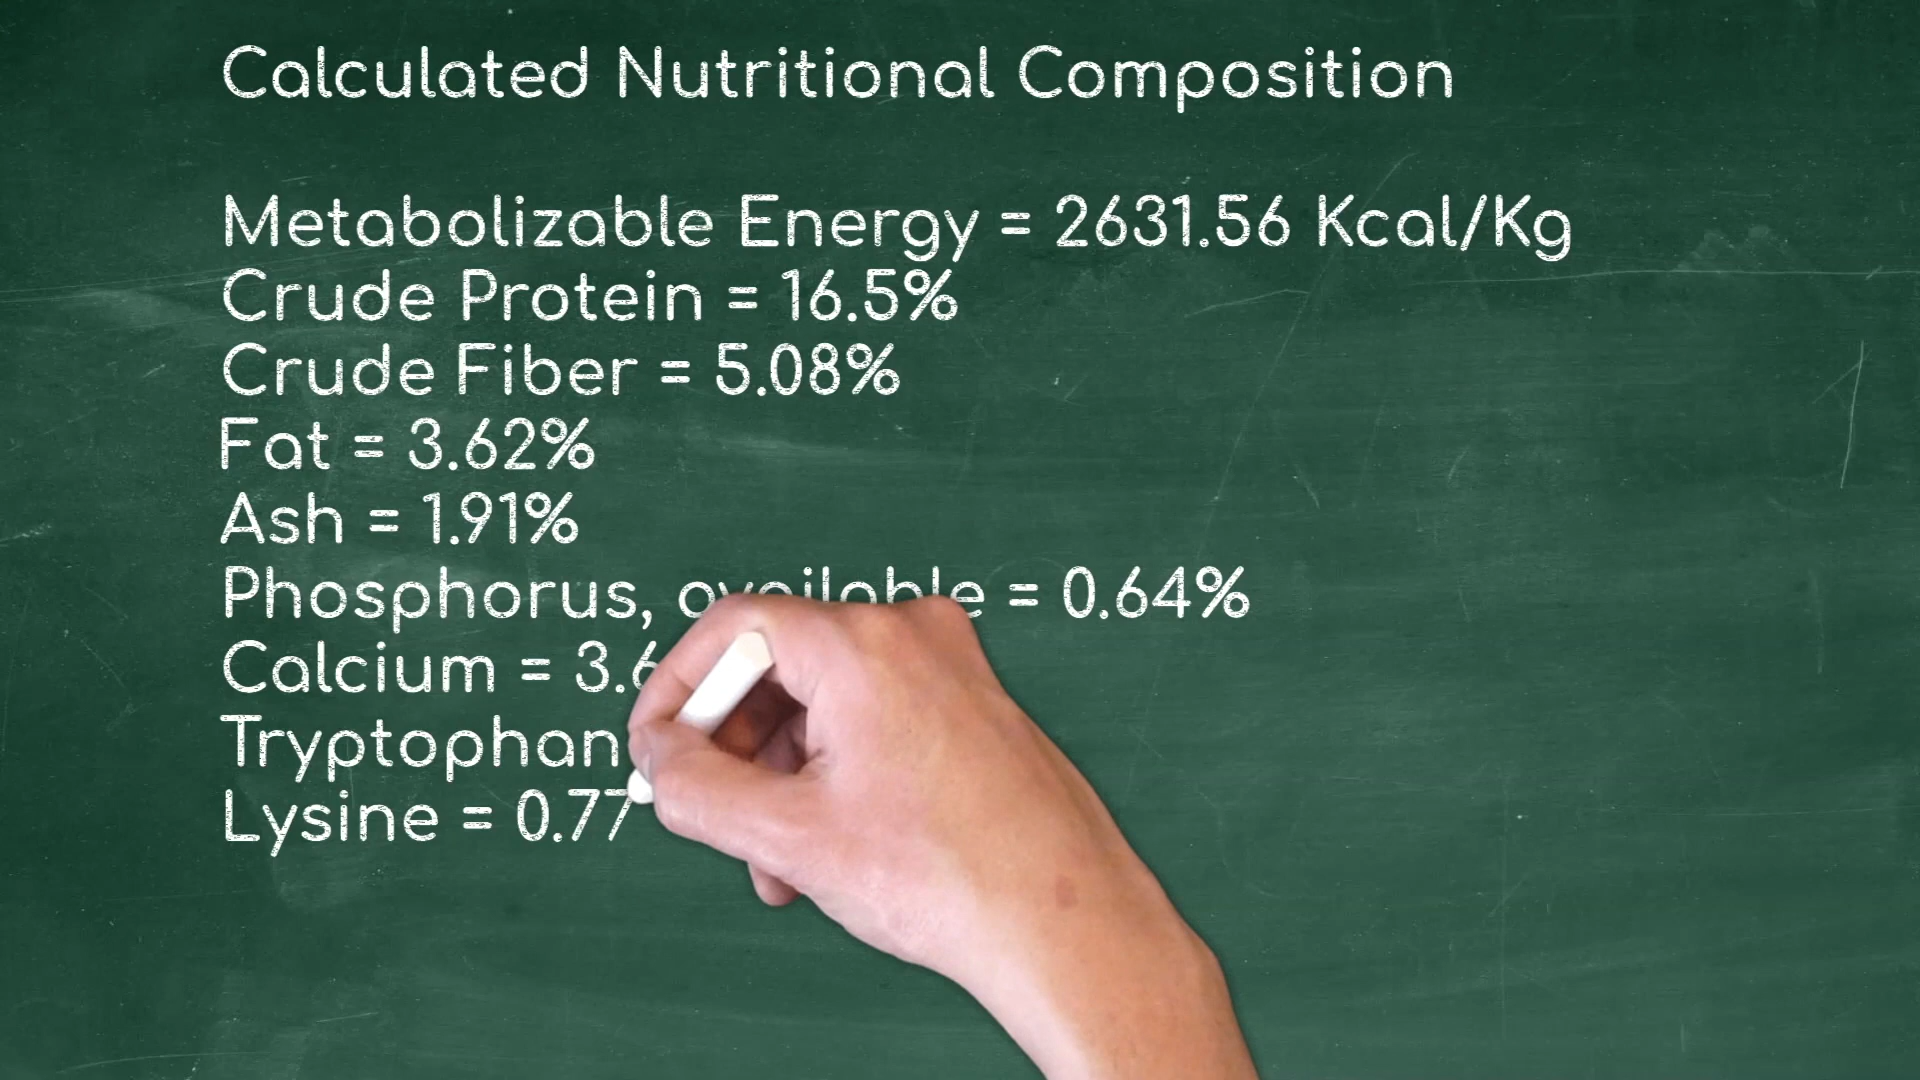 Calculated Nutritional Composition
Metabolizable Energy = 2631.56 Kcal/Kg
Crude Protein = 16.5%
Crude Fiber = 5.08%
Fat = 3.62%
Ash = 1.91%
Phosphorus, available = 0.64%
Calcium = 3.6
Tryptophan
Lysine = 0.77